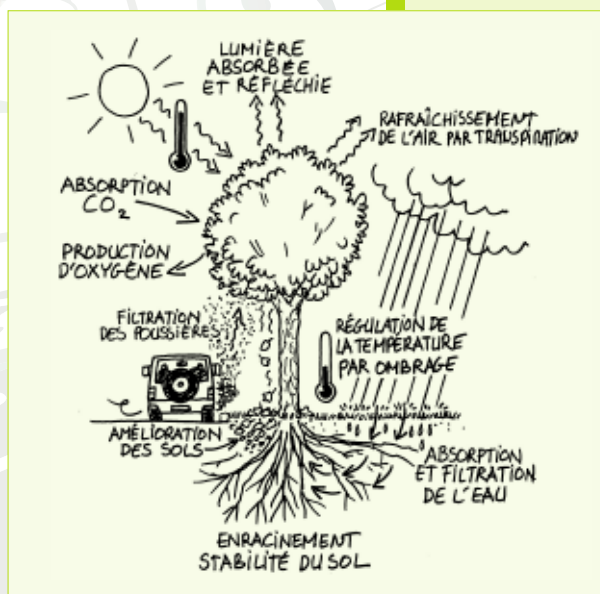 LUMIÈRE
ABSORBÉE
ET RÉFLÉCHIE
RAFRAÎCHISSEMENT
DE L'AIR PAR TRANSPIRATION
ABSORPTION
CO₂
PRODUCTION
D'OXYGÈNE
FILTRATION
DES POUSSIÈRES
RÉGULATION DE
LA TEMPÉRATURE
PAR OMBRAGE
AMÉLIORATION
DES SOLS
ABSORPTION
ET FILTRATION
DE L'EAU
ENRACINEMENT
STABILITÉ DU SOL